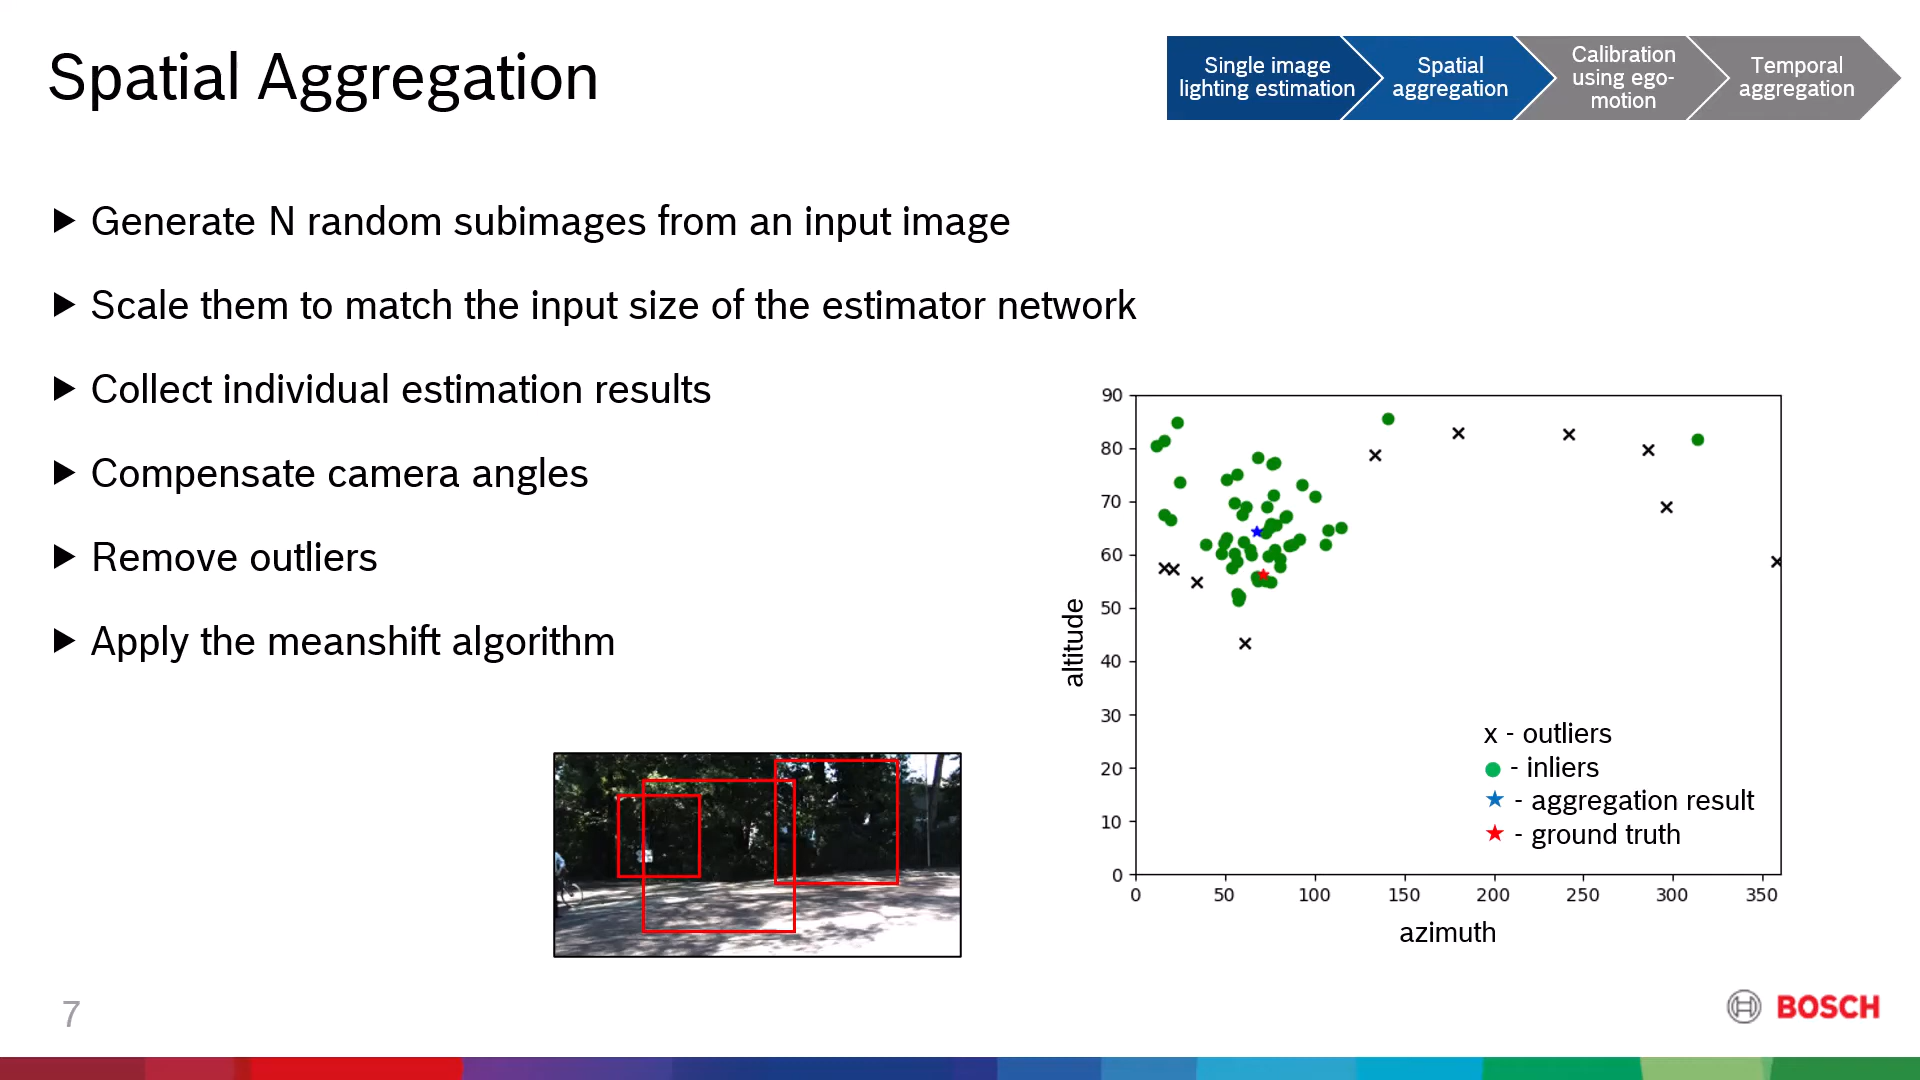 Spatial Aggregation
Single image
lighting estimation
Spatial
aggregation
Calibration
using ego-
motion
Temporal
aggregation
Generate N random subimages from an input image
Scale them to match the input size of the estimator network
Collect individual estimation results
Compensate camera angles
Remove outliers
Apply the meanshift algorithm
90
80
70
60
50
40
30
20
10
0
altitude
x - outliers
- inliers
- aggregation result
- ground truth
0 50 100 150 200 250 300 350
azimuth
7
BOSCH